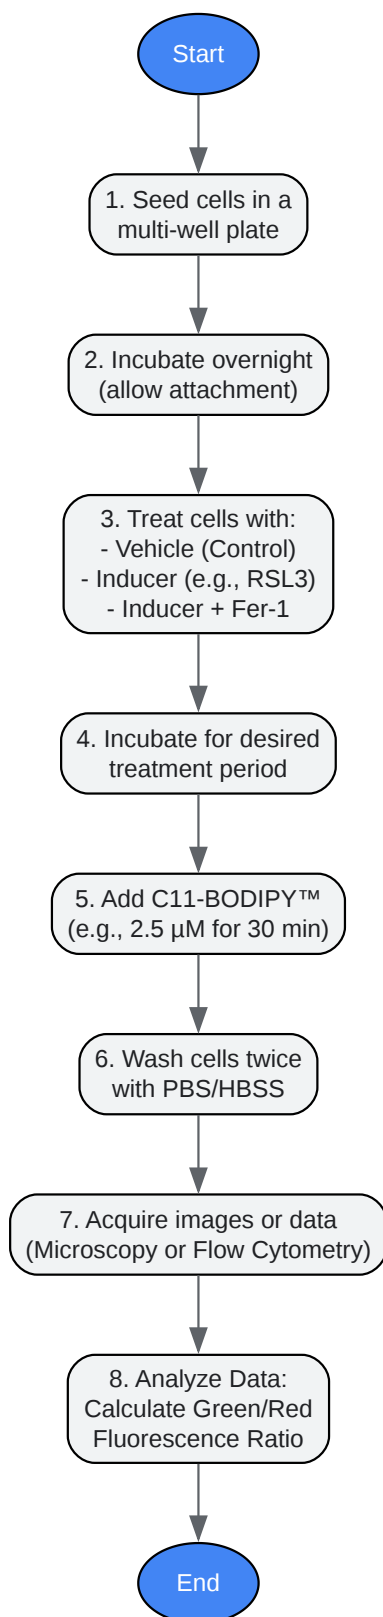 Start
1. Seed cells in a
multi-well plate
2. Incubate overnight
(allow attachment)
3. Treat cells with:
- Vehicle (Control)
- Inducer (e.g., RSL3)
- Inducer + Fer-1
4. Incubate for desired
treatment period
5. Add C11-BODIPY™
(e.g., 2.5 µM for 30 min)
6. Wash cells twice
with PBS/HBSS
7. Acquire images or data
(Microscopy or Flow Cytometry)
8. Analyze Data:
Calculate Green/Red
Fluorescence Ratio
End